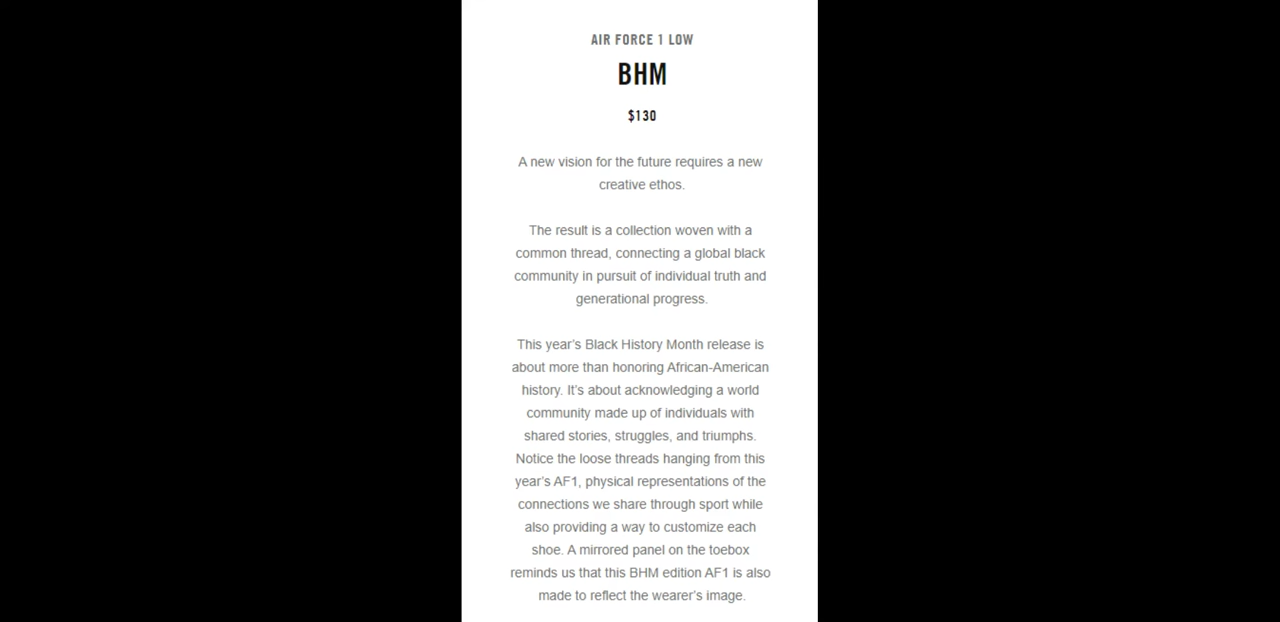 AIR FORCE 1 LOW
BHM
$130
A new vision for the future requires a new
creative ethos.
The result is a collection woven with a
common thread, connecting a global black
community in pursuit of individual truth and
generational progress.
This year’s Black History Month release is
about more than honoring African-American
history. It’s about acknowledging a world
community made up of individuals with
shared stories, struggles, and triumphs.
Notice the loose threads hanging from this
year’s AF1, physical representations of the
connections we share through sport while
also providing a way to customize each
shoe. A mirrored panel on the toebox
reminds us that this BHM edition AF1 is also
made to reflect the wearer’s image.